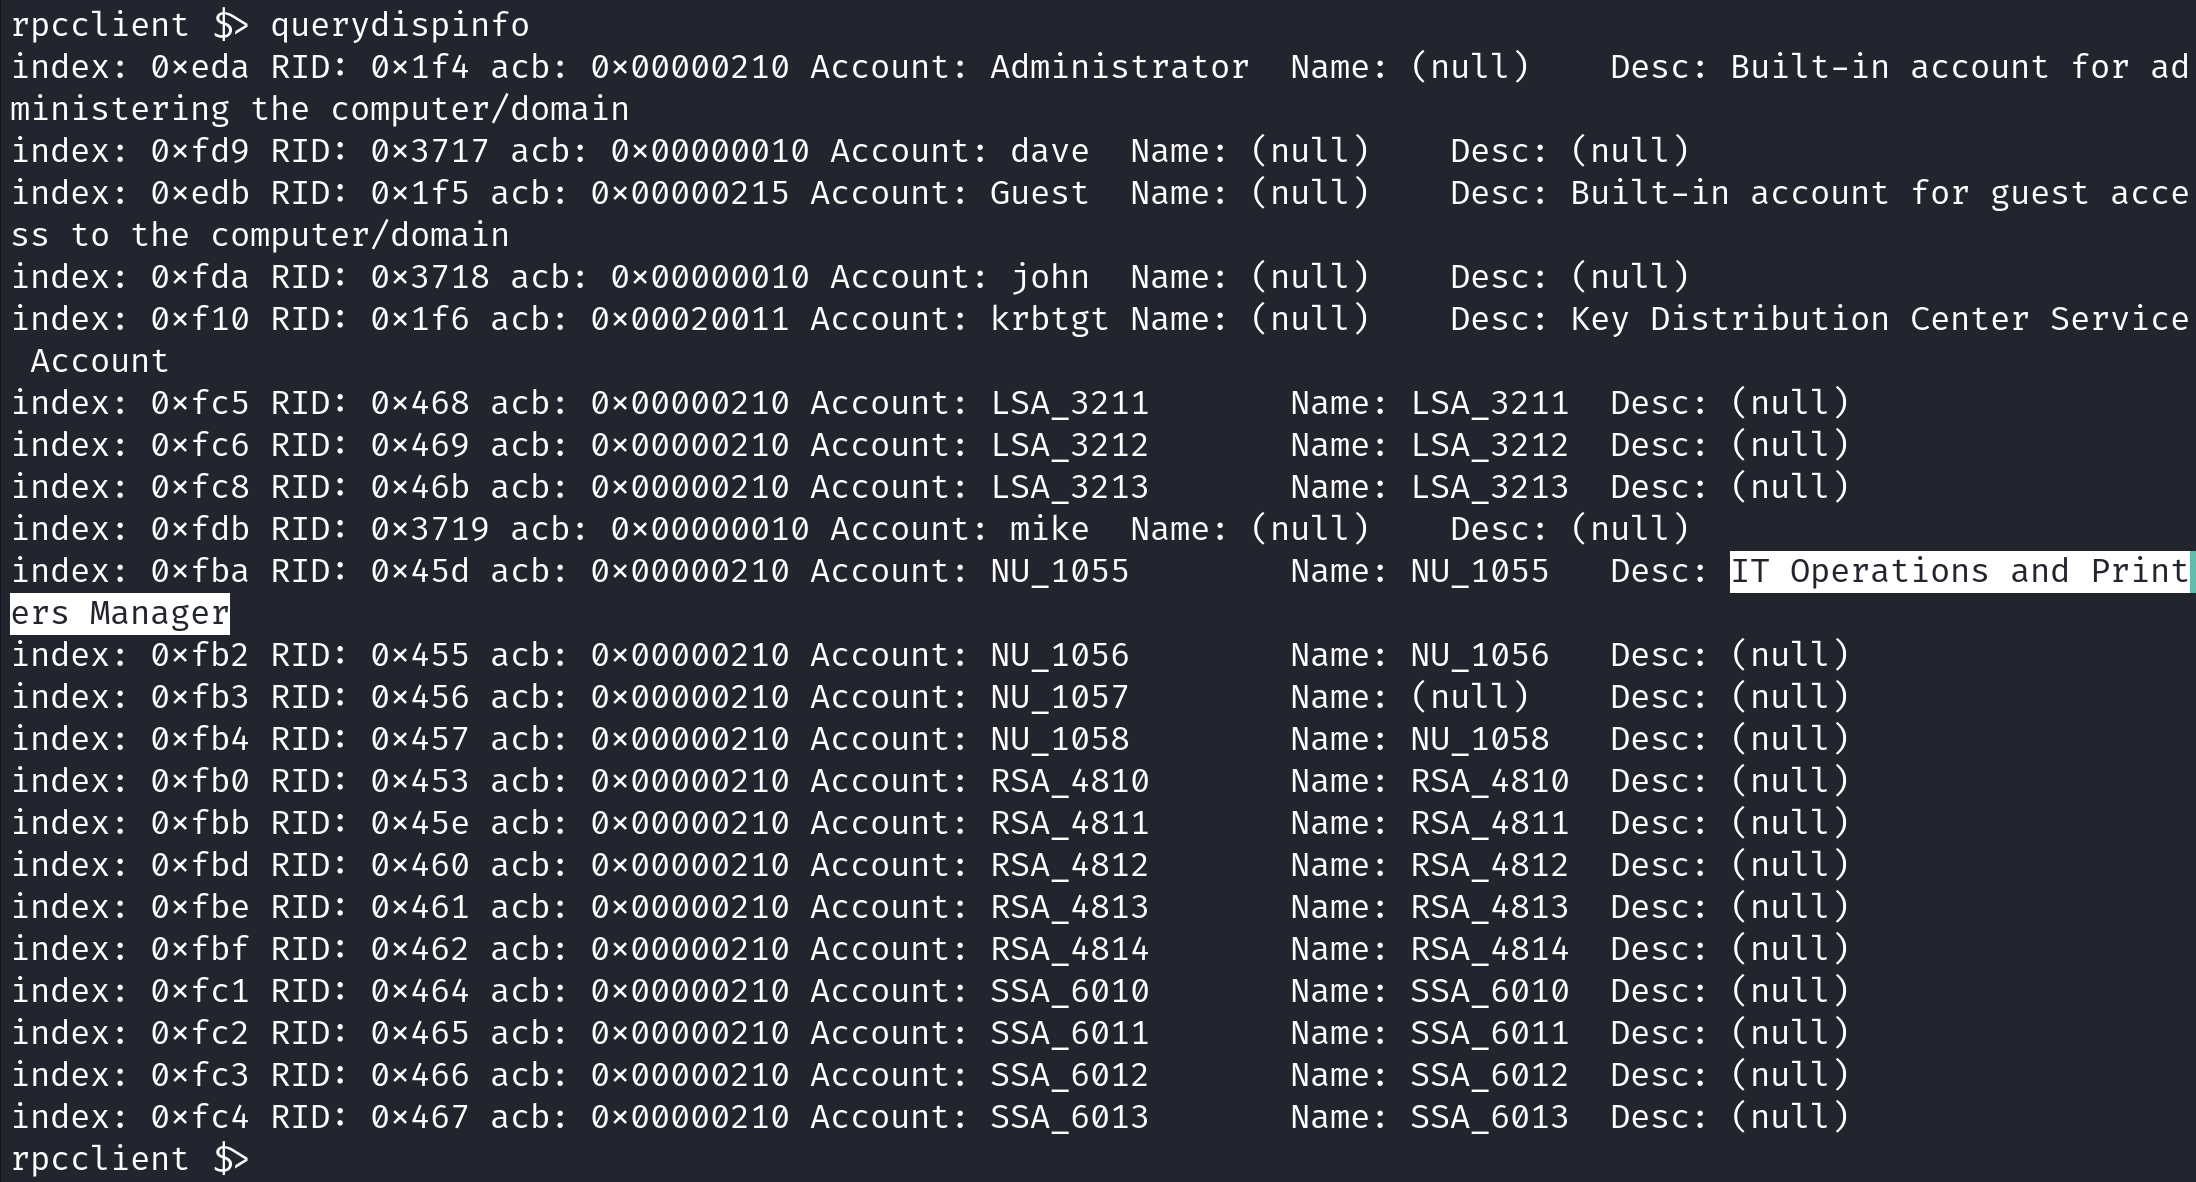 rpcclient $> querydispinfo
index: 0xeda RID: 0x1f4 acb: 0x00000210 Account: Administrator  Name: (null)    Desc: Built-in account for ad
ministering the computer/domain
index: 0xfd9 RID: 0x3717 acb: 0x00000010 Account: dave  Name: (null)    Desc: (null)
index: 0xedb RID: 0x1f5 acb: 0x00000215 Account: Guest  Name: (null)    Desc: Built-in account for guest acce
ss to the computer/domain
index: 0xfda RID: 0x3718 acb: 0x00000010 Account: john  Name: (null)    Desc: (null)
index: 0xf10 RID: 0x1f6 acb: 0x00020011 Account: krbtgt Name: (null)    Desc: Key Distribution Center Service
 Account
index: 0xfc5 RID: 0x468 acb: 0x00000210 Account: LSA_3211       Name: LSA_3211  Desc: (null)
index: 0xfc6 RID: 0x469 acb: 0x00000210 Account: LSA_3212       Name: LSA_3212  Desc: (null)
index: 0xfc8 RID: 0x46b acb: 0x00000210 Account: LSA_3213       Name: LSA_3213  Desc: (null)
index: 0xfdb RID: 0x3719 acb: 0x00000010 Account: mike  Name: (null)    Desc: (null)
index: 0xfba RID: 0x45d acb: 0x00000210 Account: NU_1055        Name: NU_1055   Desc: IT Operations and Print
ers Manager
index: 0xfb2 RID: 0x455 acb: 0x00000210 Account: NU_1056        Name: NU_1056   Desc: (null)
index: 0xfb3 RID: 0x456 acb: 0x00000210 Account: NU_1057        Name: (null)    Desc: (null)
index: 0xfb4 RID: 0x457 acb: 0x00000210 Account: NU_1058        Name: NU_1058   Desc: (null)
index: 0xfb0 RID: 0x453 acb: 0x00000210 Account: RSA_4810       Name: RSA_4810  Desc: (null)
index: 0xfbb RID: 0x45e acb: 0x00000210 Account: RSA_4811       Name: RSA_4811  Desc: (null)
index: 0xfbd RID: 0x460 acb: 0x00000210 Account: RSA_4812       Name: RSA_4812  Desc: (null)
index: 0xfbe RID: 0x461 acb: 0x00000210 Account: RSA_4813       Name: RSA_4813  Desc: (null)
index: 0xfbf RID: 0x462 acb: 0x00000210 Account: RSA_4814       Name: RSA_4814  Desc: (null)
index: 0xfc1 RID: 0x464 acb: 0x00000210 Account: SSA_6010       Name: SSA_6010  Desc: (null)
index: 0xfc2 RID: 0x465 acb: 0x00000210 Account: SSA_6011       Name: SSA_6011  Desc: (null)
index: 0xfc3 RID: 0x466 acb: 0x00000210 Account: SSA_6012       Name: SSA_6012  Desc: (null)
index: 0xfc4 RID: 0x467 acb: 0x00000210 Account: SSA_6013       Name: SSA_6013  Desc: (null)
rpcclient $>